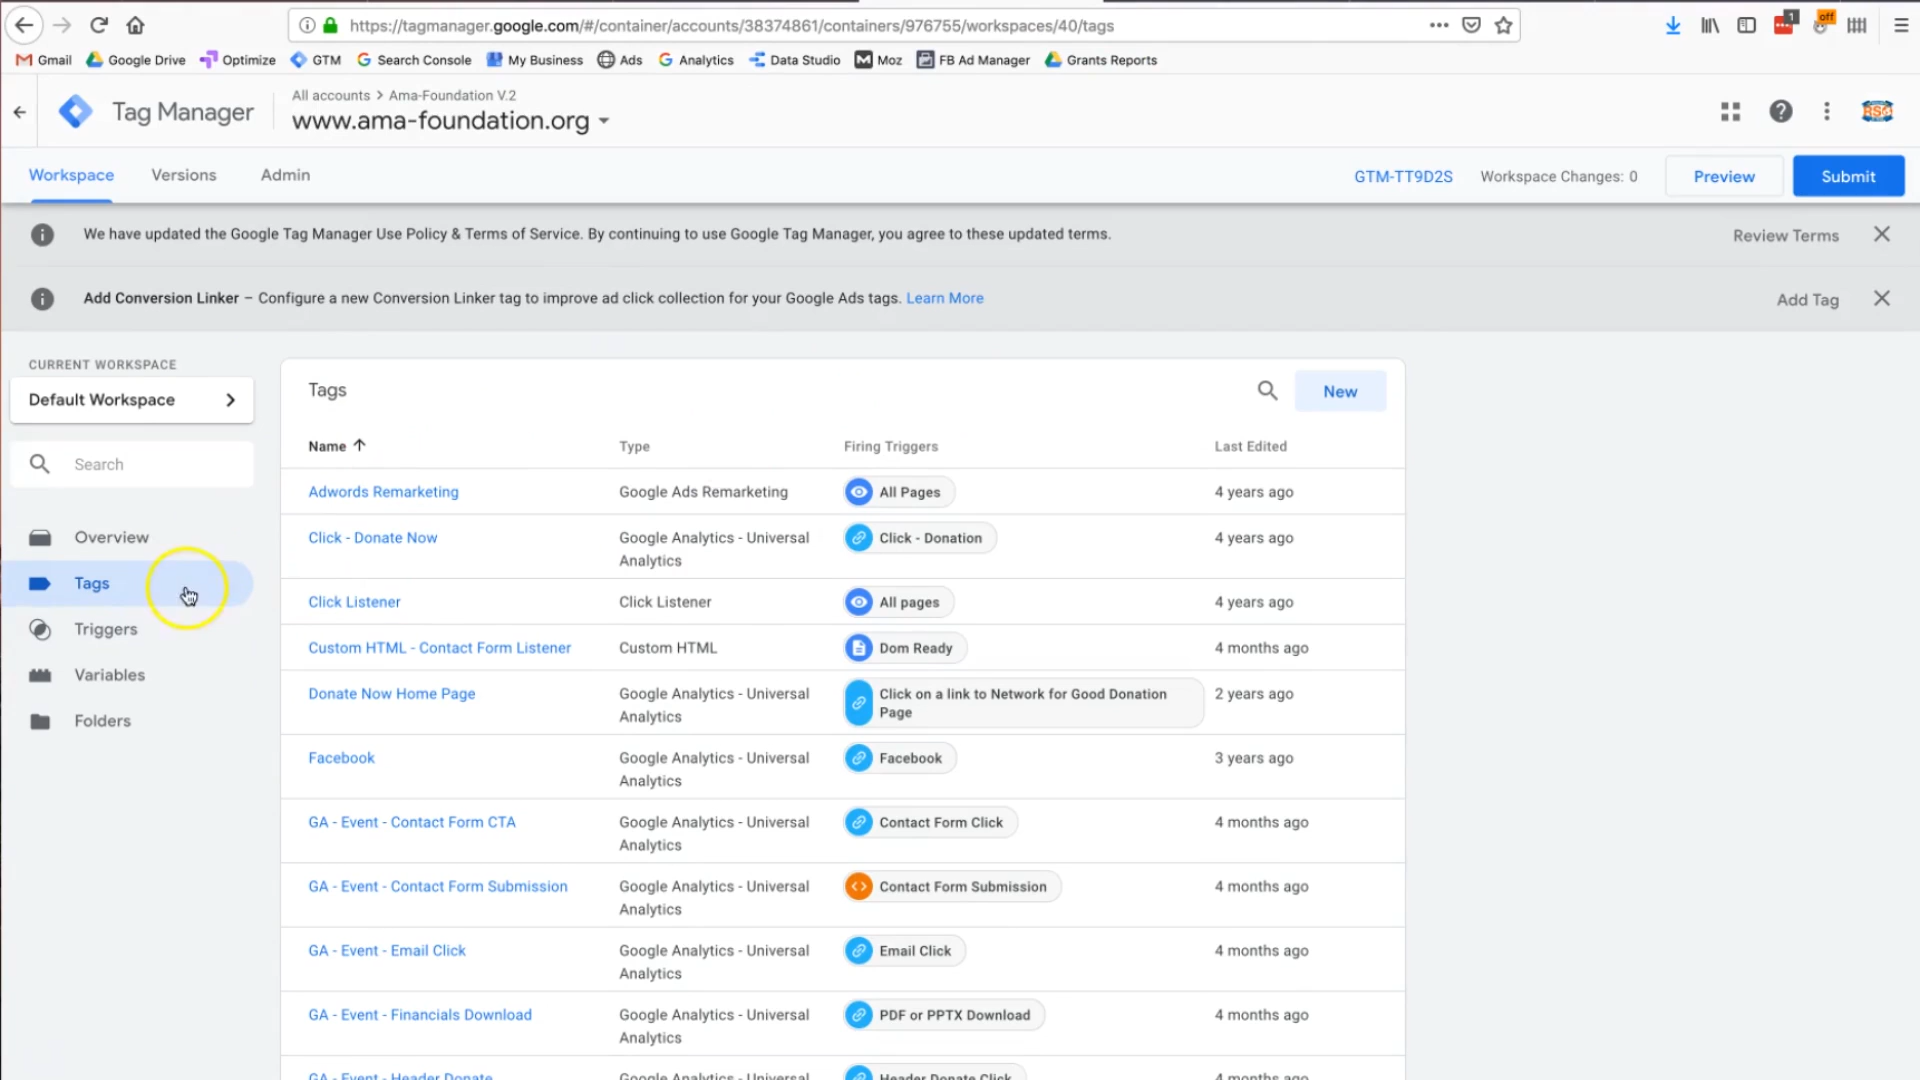 https://tagmanager.google.com/#/container/accounts/38374861/containers/976755/workspaces/40/tags
1
off
Gmail
Google Drive
Optimize
GTM
Search Console
My Business
Ads
Analytics
Data Studio
Moz
FB Ad Manager
Grants Reports
Tag Manager
All accounts > Ama-Foundation V.2
www.ama-foundation.org
RSO
Workspace
Versions
Admin
GTM-TT9D2S
Workspace Changes: 0
Preview
Submit
We have updated the Google Tag Manager Use Policy & Terms of Service. By continuing to use Google Tag Manager, you agree to these updated terms.
Review Terms
Add Conversion Linker – Configure a new Conversion Linker tag to improve ad click collection for your Google Ads tags. Learn More
Add Tag
CURRENT WORKSPACE
Default Workspace
Search
Overview
Tags
Triggers
Variables
Folders
Tags
New
Name
Type
Firing Triggers
Last Edited
Adwords Remarketing
Google Ads Remarketing
All Pages
4 years ago
Click - Donate Now
Google Analytics - Universal
Analytics
Click - Donation
4 years ago
Click Listener
Click Listener
All pages
4 years ago
Custom HTML - Contact Form Listener
Custom HTML
Dom Ready
4 months ago
Donate Now Home Page
Google Analytics - Universal
Analytics
Click on a link to Network for Good Donation
Page
2 years ago
Facebook
Google Analytics - Universal
Analytics
Facebook
3 years ago
GA - Event - Contact Form CTA
Google Analytics - Universal
Analytics
Contact Form Click
4 months ago
GA - Event - Contact Form Submission
Google Analytics - Universal
Analytics
Contact Form Submission
4 months ago
GA - Event - Email Click
Google Analytics - Universal
Analytics
Email Click
4 months ago
GA - Event - Financials Download
Google Analytics - Universal
Analytics
PDF or PPTX Download
4 months ago
GA - Event - Header Donate
Google Analytics - Universal
Header Donate Click
4 months ago